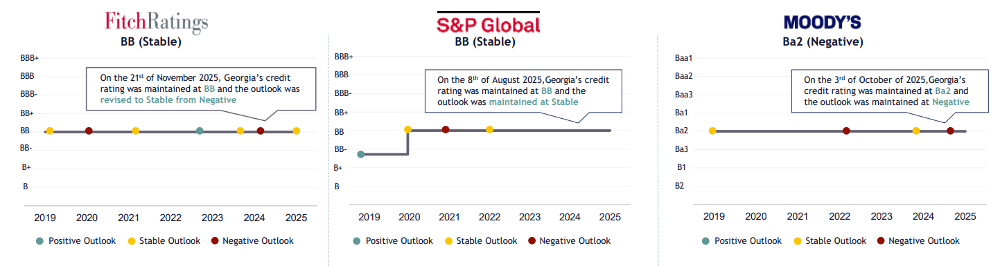 FitchRatings
BB (Stable)
BBB+
BBB
BBB-
BB+
BB
BB-
B+
B
On the 21st of November 2025, Georgia's credit
rating was maintained at BB and the outlook was
revised to Stable from Negative
2019 2020 2021 2022 2023 2024 2025
Positive Outlook Stable Outlook Negative Outlook
S&P Global
BB (Stable)
BBB+
BBB
BBB-
BB+
BB
BB-
B+
B
On the 8th of August 2025,Georgia's credit
rating was maintained at BB and the
outlook was maintained at Stable
2019 2020 2021 2022 2023 2024 2025
Positive Outlook Stable Outlook Negative Outlook
MOODY'S
Ba2 (Negative)
Baa1
Baa2
Baa3
Ba1
Ba2
Ba3
B1
B2
On the 3rd of October of 2025,Georgia's
credit rating was maintained at Ba2 and
the outlook was maintained at Negative
2019 2020 2021 2022 2023 2024 2025
Positive Outlook Stable Outlook Negative Outlook